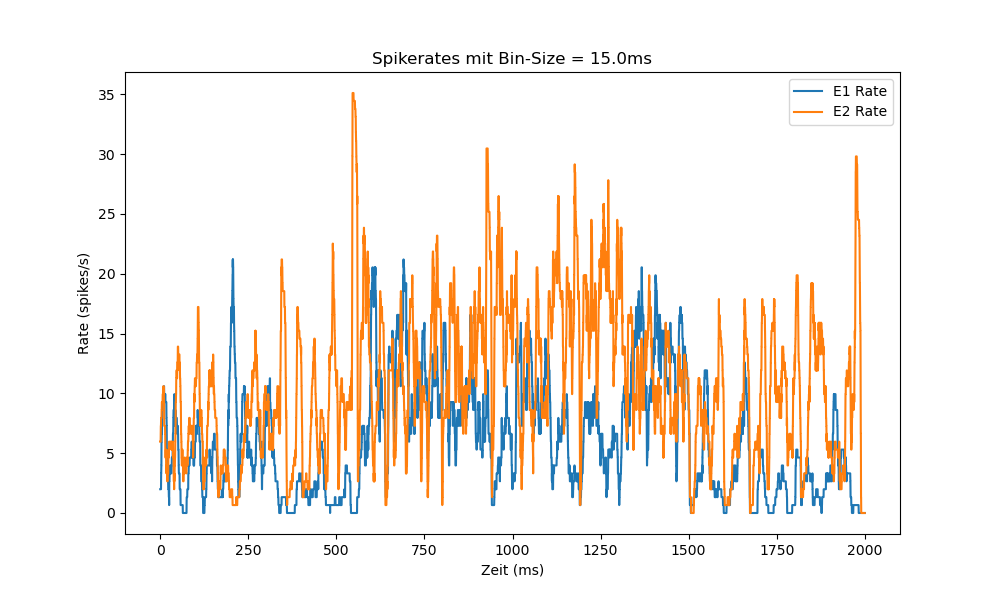 Spikerates mit Bin-Size = 15.0ms
E1 Rate
E2 Rate
35
30
25
20
15
10
5
0
Rate (spikes/s)
0 250 500 750 1000 1250 1500 1750 2000
Zeit (ms)